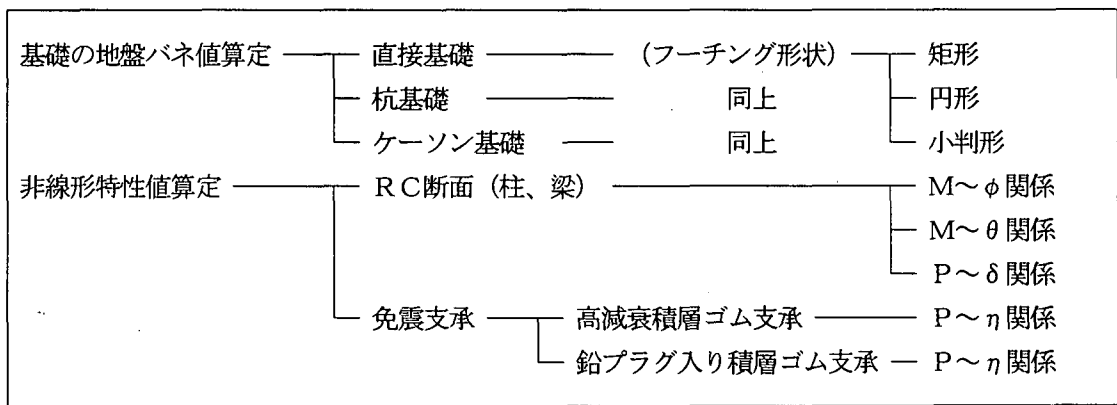 基礎の地盤バネ値算定 直接基礎 (フーチング形状) 矩形
杭基礎 同上 円形
ケーソン基礎 同上 小判形
非線形特性値算定 RC断面(柱、梁) M～φ関係
M～θ関係
P～δ関係
免震支承 高減衰積層ゴム支承 P～η関係
鉛プラグ入り積層ゴム支承 P～η関係